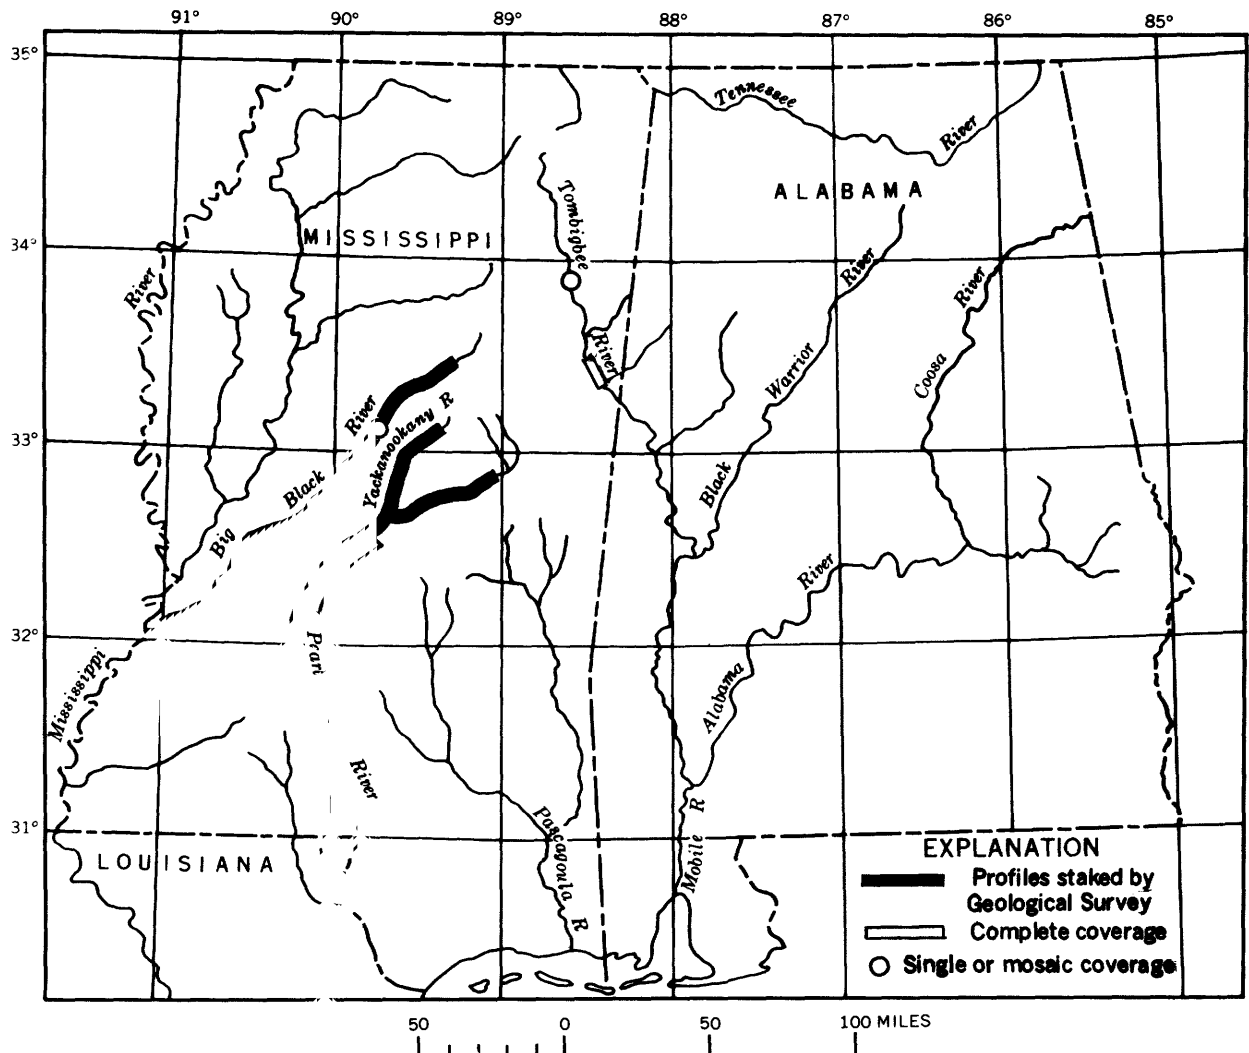 91° 90° 89° 88° 87° 86° 85°
35°
Tennessee
River
ALABAMA
Tombigbee
34°
MISSISSIPPI
River
River
River
River
Warrior
Coosa
River
Yackanookany R
33°
Black
Black
Big
River
32°
Pearl
Mississippi
Alabama
River
Mobile R
Pascagoula R
31°
LOUISIANA
EXPLANATION
Profiles staked by
Geological Survey
Complete coverage
Single or mosaic coverage
50 0 50 100 MILES